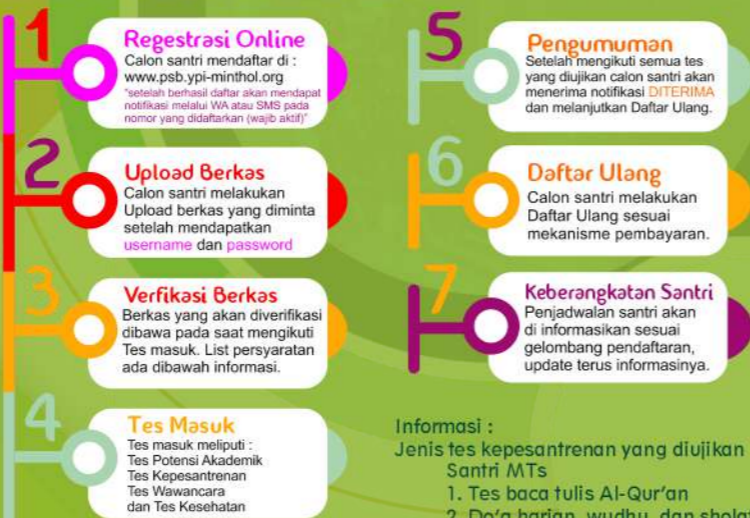 1
Regestrasi Online
Calon santri mendaftar di :
www.psb.ypi-minthol.org
"setelah berhasil daftar akan mendapat
notifikasi melalui WA atau SMS pada
nomor yang didaftarkan (wajib aktif)"
2
Upload Berkas
Calon santri melakukan
Upload berkas yang diminta
setelah mendapatkan
username dan password
3
Verfikasi Berkas
Berkas yang akan diverifikasi
dibawa pada saat mengikuti
Tes masuk. List persyaratan
ada dibawah informasi.
4
Tes Masuk
Tes masuk meliputi :
Tes Potensi Akademik
Tes Kepesantrenan
Tes Wawancara
dan Tes Kesehatan
5
Pengumuman
Setelah mengikuti semua tes
yang diujikan calon santri akan
menerima notifikasi DITERIMA
dan melanjutkan Daftar Ulang.
6
Daftar Ulang
Calon santri melakukan
Daftar Ulang sesuai
mekanisme pembayaran.
7
Keberangkatan Santri
Penjadwalan santri akan
di informasikan sesuai
gelombang pendaftaran,
update terus informasinya.
Informasi :
Jenis tes kepesantrenan yang diujikan
Santri MTs
1. Tes baca tulis Al-Qur'an
2. Do'a harian, wudhu, dan sholat